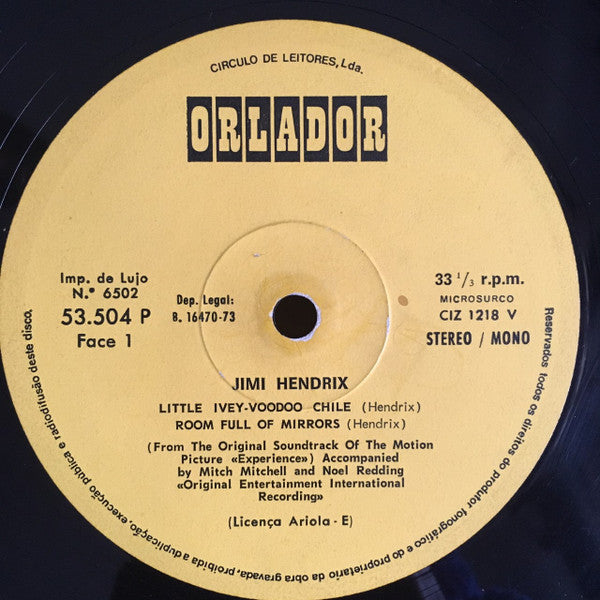 CIRCULO DE LEITORES, Lda.
ORLADOR
Imp. de Lujo
N.º 6502
53.504 P
Face 1
Dep. Legal:
B. 16470-73
33 1/3 r.p.m.
MICROSURCO
CIZ 1218 V
STEREO / MONO
JIMI HENDRIX
LITTLE IVEY-VOODOO CHILE (Hendrix)
ROOM FULL OF MIRRORS (Hendrix)
(From The Original Soundtrack Of The Motion
Picture «Experience») Accompanied
by Mitch Mitchell and Noel Redding
«Original Entertainment International
Recording»
(Licença Ariola - E)
Reservados todos os direitos do produtor fonográfico e do proprietario da obra gravada, proibida a duplicação, execução pública e radiodifusão deste disco.